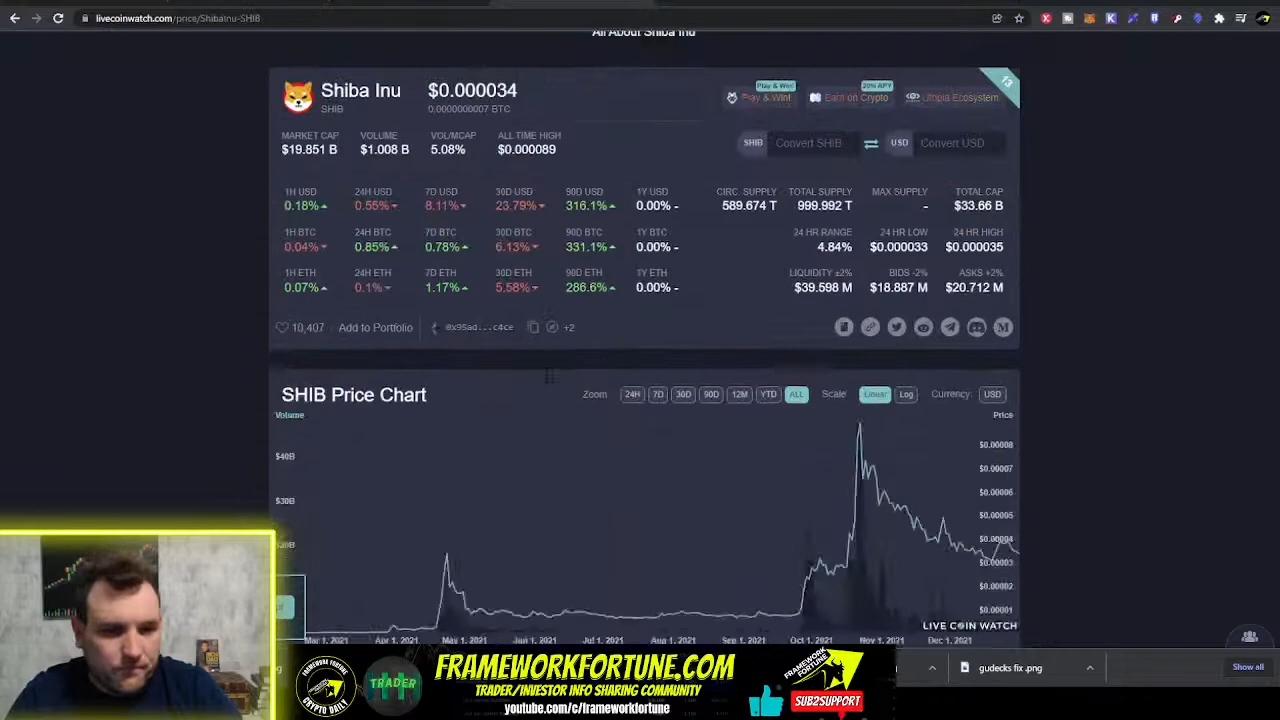 livecoinwatch.com/price/ShibaInu-SHIB
All About Shiba Inu
Shiba Inu
SHIB
$0.000034
0.0000000007 BTC
13
Play & Win!
Play & Win!
20% APY
Earn on Crypto
Utopia Ecosystem
MARKET CAP VOLUME VOL/MCAP ALL TIME HIGH
$19.851 B $1.008 B 5.08% $0.000089
SHIB Convert SHIB USD Convert USD
1H USD 24H USD 7D USD 30D USD 90D USD 1Y USD CIRC. SUPPLY TOTAL SUPPLY MAX SUPPLY TOTAL CAP
0.18% 0.55% 8.11% 23.79% 316.1% 0.00% - 589.674 T 999.992 T - $33.66 B
1H BTC 24H BTC 7D BTC 30D BTC 90D BTC 1Y BTC 24 HR RANGE 24 HR LOW 24 HR HIGH
0.04% 0.85% 0.78% 6.13% 331.1% 0.00% - 4.84% $0.000033 $0.000035
1H ETH 24H ETH 7D ETH 30D ETH 90D ETH 1Y ETH LIQUIDITY ±2% BIDS -2% ASKS +2%
0.07% 0.1% 1.17% 5.58% 286.6% 0.00% - $39.598 M $18.887 M $20.712 M
10,407 Add to Portfolio 0x95ad...c4ce +2
SHIB Price Chart
Zoom 24H 7D 30D 90D 12M YTD ALL Scale Linear Log Currency: USD
Volume Price
$0.00008
$40B
$0.00007
$0.00006
$30B
$0.00005
$0.00004
$0.00003
$0.00002
$0.00001
LIVE COIN WATCH
Mar 1, 2021 Apr 1, 2021 May 1, 2021 Jun 1, 2021 Jul 1, 2021 Aug 1, 2021 Sep 1, 2021 Oct 1, 2021 Nov 1, 2021 Dec 1, 2021
FRAMEWORK FORTUNE
CRYPTO DAILY
TRADER
FRAMEWORKFORTUNE.COM
TRADER/INVESTOR INFO SHARING COMMUNITY
youtube.com/c/frameworkfortune
FRAMEWORK
FORTUNE
SUB2SUPPORT
gudecks fix .png
Show all